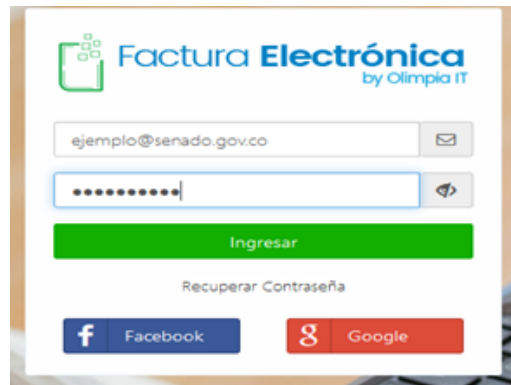 Factura Electrónica
by Olimpia IT
ejemplo@senado.gov.co
••••••••••
Ingresar
Recuperar Contraseña
f Facebook
g Google